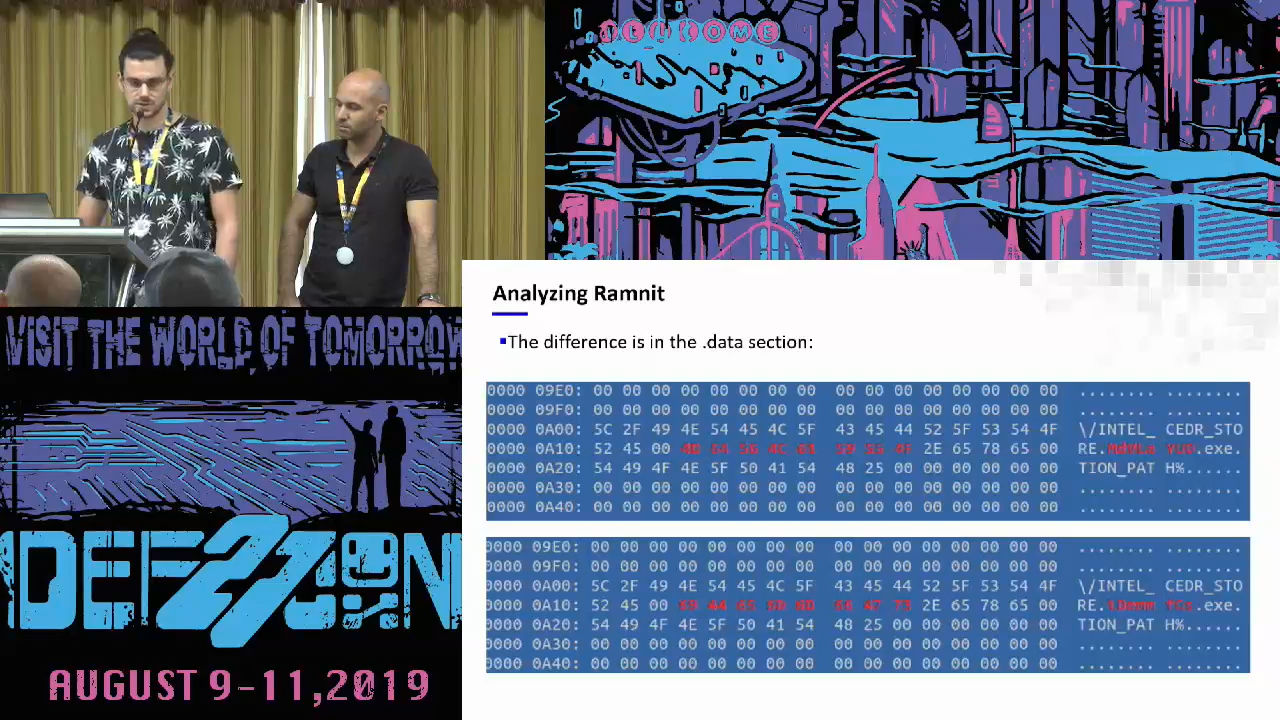 WELKOME
Analyzing Ramnit
▪The difference is in the .data section:
0000 09E0: 00 00 00 00 00 00 00 00 00 00 00 00 00 00 00 00 ........ ........
0000 09F0: 00 00 00 00 00 00 00 00 00 00 00 00 00 00 00 00 ........ ........
0000 0A00: 5C 2F 49 4E 54 45 4C 5F 43 45 44 52 5F 53 54 4F \/INTEL_ CEDR_STO
0000 0A10: 52 45 00 2E 65 78 65 00 RE. .exe.
0000 0A20: 54 49 4F 4E 5F 50 41 54 48 25 00 00 00 00 00 00 TION_PAT H%......
0000 0A30: 00 00 00 00 00 00 00 00 00 00 00 00 00 00 00 00 ........ ........
0000 0A40: 00 00 00 00 00 00 00 00 00 00 00 00 00 00 00 00 ........ ........
0000 09E0: 00 00 00 00 00 00 00 00 00 00 00 00 00 00 00 00 ........ ........
0000 09F0: 00 00 00 00 00 00 00 00 00 00 00 00 00 00 00 00 ........ ........
0000 0A00: 5C 2F 49 4E 54 45 4C 5F 43 45 44 52 5F 53 54 4F \/INTEL_ CEDR_STO
0000 0A10: 52 45 00 2E 65 78 65 00 RE. .exe.
0000 0A20: 54 49 4F 4E 5F 50 41 54 48 25 00 00 00 00 00 00 TION_PAT H%......
0000 0A30: 00 00 00 00 00 00 00 00 00 00 00 00 00 00 00 00 ........ ........
0000 0A40: 00 00 00 00 00 00 00 00 00 00 00 00 00 00 00 00 ........ ........
VISIT THE WORLD OF TOMORROW
DEF CON
27
AUGUST 9-11,2019